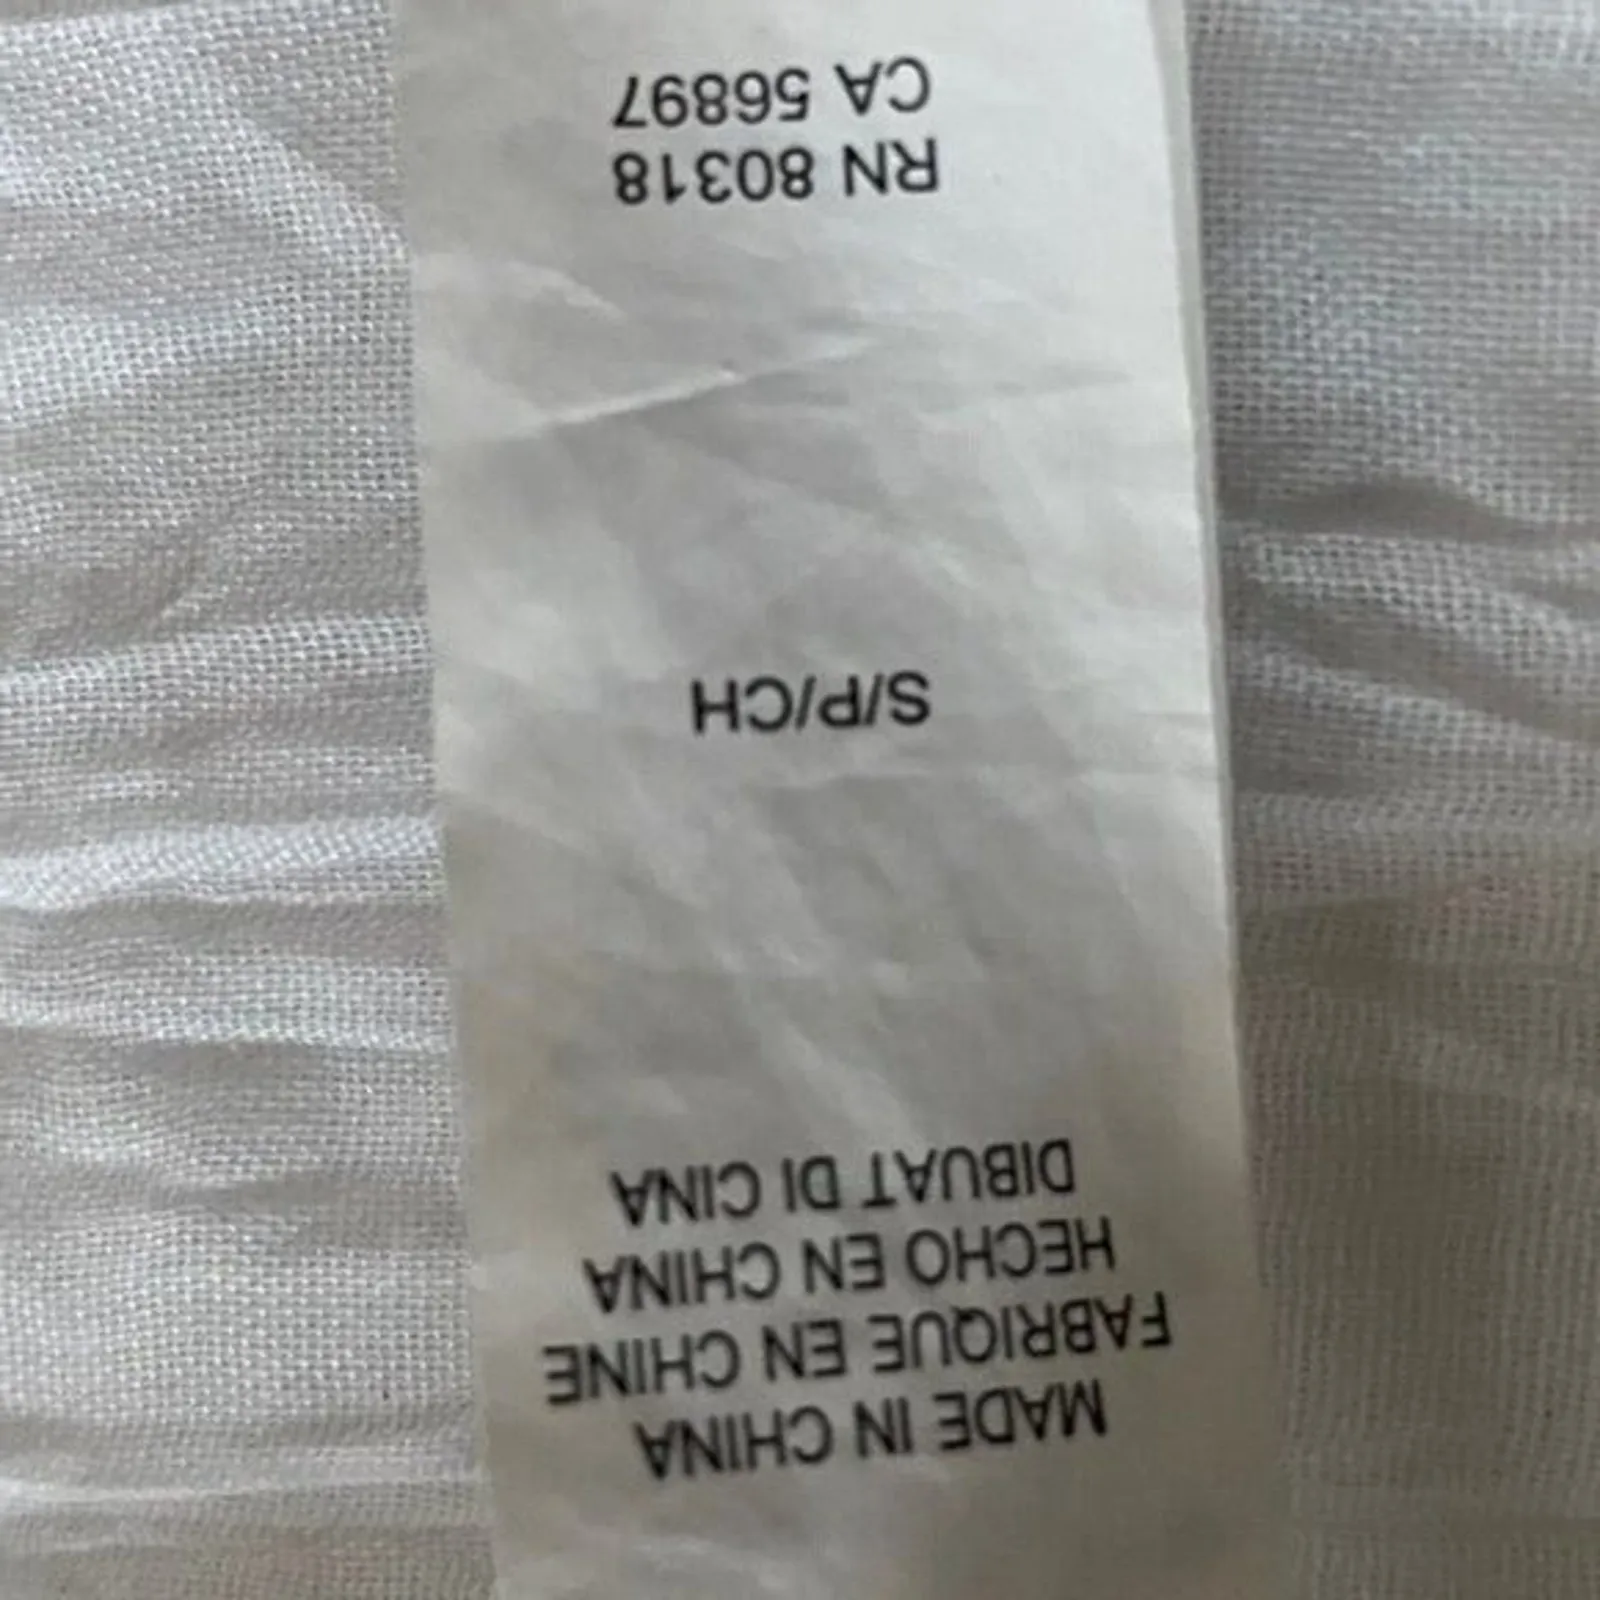 MADE IN CHINA
FABRIQUE EN CHINE
HECHO EN CHINA
DIBUAT DI CINA
S/P/CH
RN 80318
CA 56897